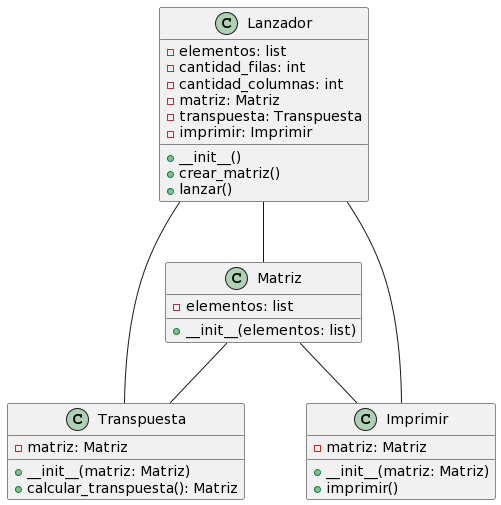 C Lanzador
elementos: list
cantidad_filas: int
cantidad_columnas: int
matriz: Matriz
transpuesta: Transpuesta
imprimir: Imprimir
__init__()
crear_matriz()
lanzar()
C Matriz
elementos: list
__init__(elementos: list)
C Transpuesta
matriz: Matriz
__init__(matriz: Matriz)
calcular_transpuesta(): Matriz
C Imprimir
matriz: Matriz
__init__(matriz: Matriz)
imprimir()